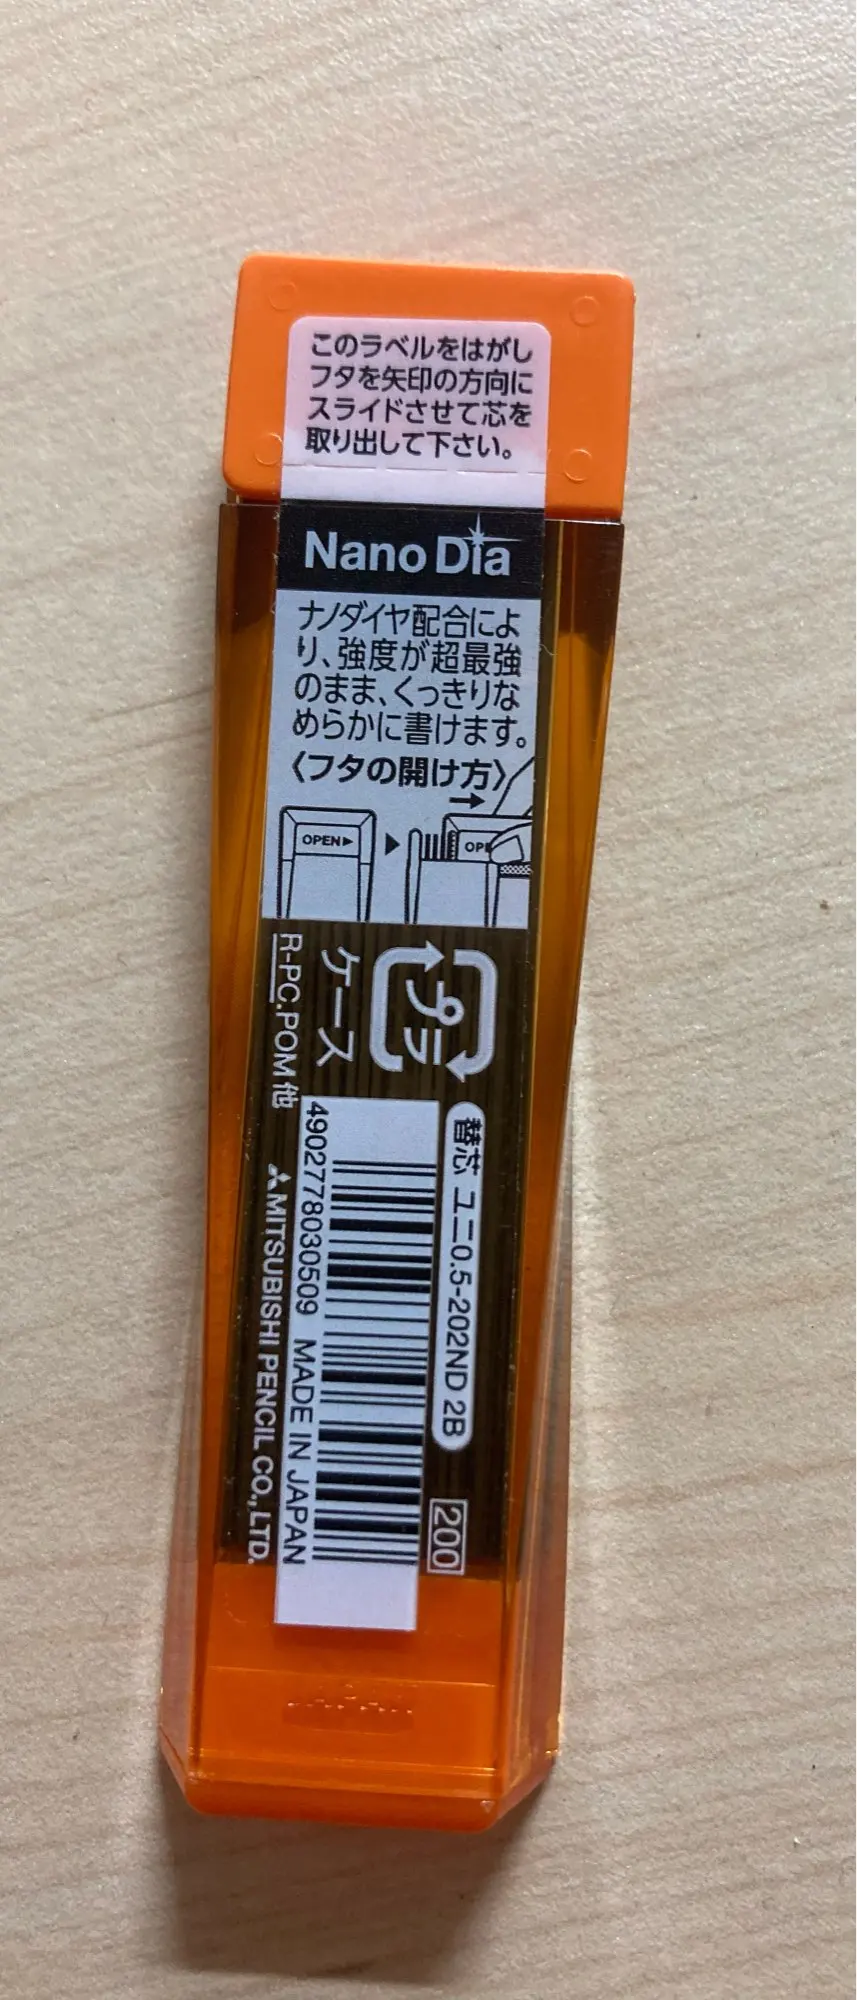 このラベルをはがし
フタを矢印の方向に
スライドさせて芯を
取り出して下さい。
Nano Dia
ナノダイヤ配合によ
り、強度が超最強
のまま、くっきりな
めらかに書けます。
〈フタの開け方〉
OPEN
OPE
プラ
ケース
R-PC.POM 他
替芯 ユニ0.5-202ND 2B
200
4902778030509 MADE IN JAPAN
MITSUBISHI PENCIL CO., LTD.